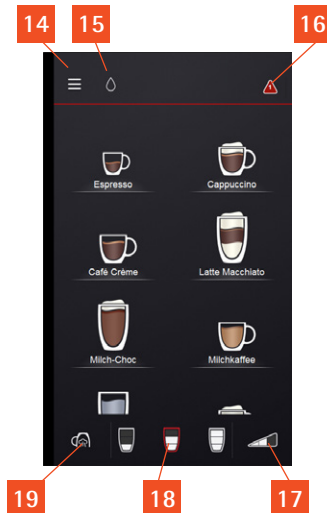 14 15 16
Espresso Cappuccino
Café Crème Latte Macchiato
Milch-Choc Milchkaffee
19 18 17